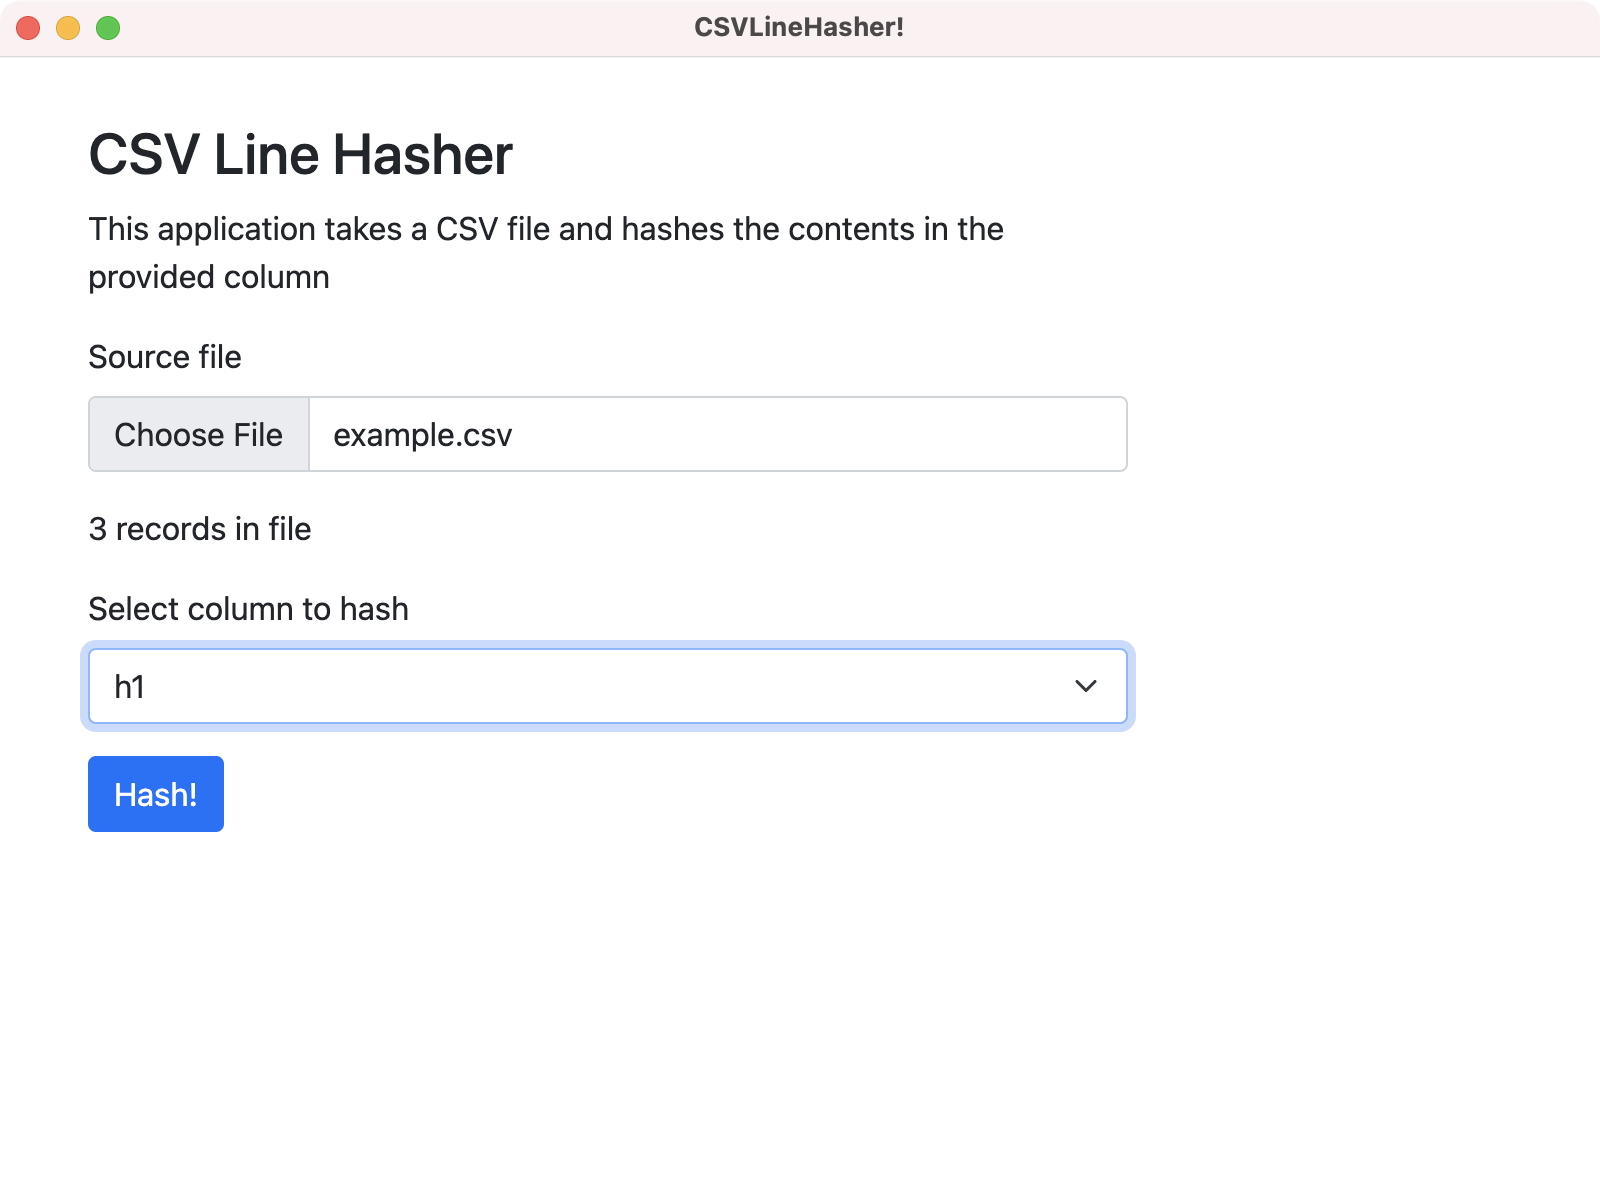 CSVLineHasher!
CSV Line Hasher
This application takes a CSV file and hashes the contents in the
provided column
Source file
Choose File example.csv
3 records in file
Select column to hash
h1
Hash!